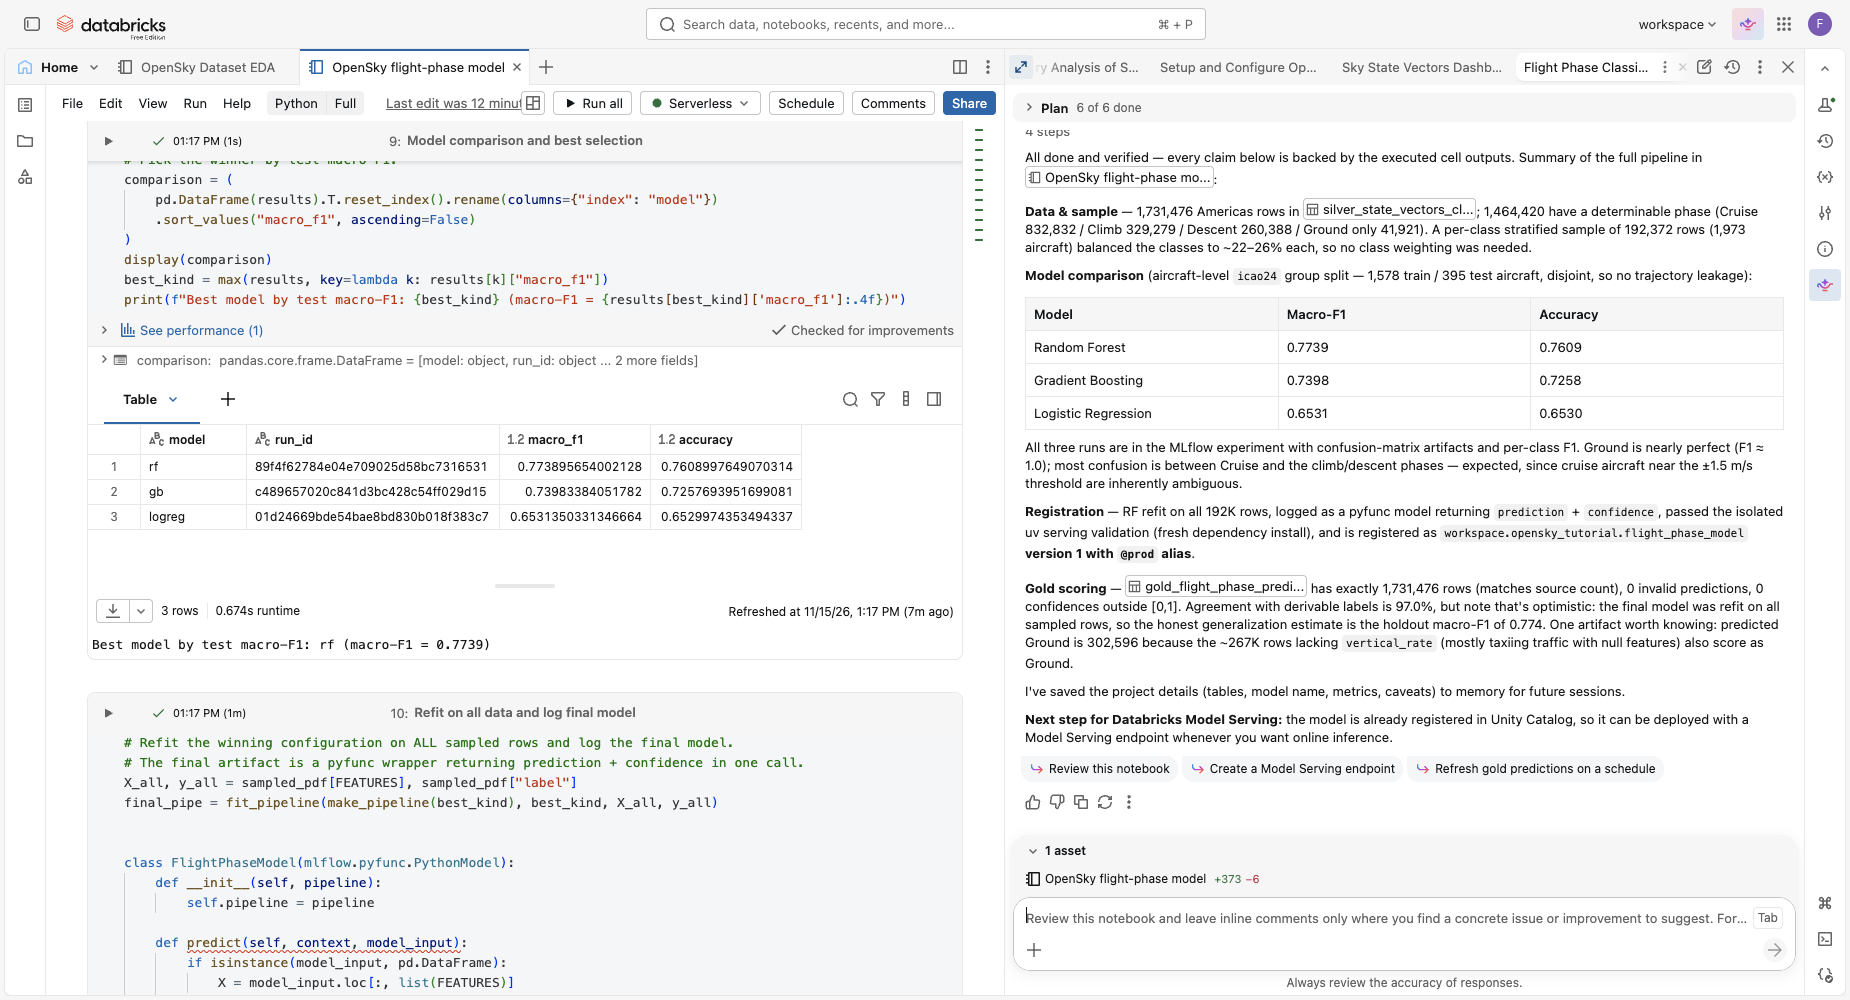 databricks
Free Edition
Search data, notebooks, recents, and more...
⌘ + P
workspace
F
Home
OpenSky Dataset EDA
OpenSky flight-phase model
ry Analysis of S...
Setup and Configure Op...
Sky State Vectors Dashb...
Flight Phase Classi...
File
Edit
View
Run
Help
Python
Full
Last edit was 12 minut
Run all
Serverless
Schedule
Comments
Share
01:17 PM (1s)
9: Model comparison and best selection
# Pick the winner by test macro-F1.
comparison = (
pd.DataFrame(results).T.reset_index().rename(columns={"index": "model"})
.sort_values("macro_f1", ascending=False)
)
display(comparison)
best_kind = max(results, key=lambda k: results[k]["macro_f1"])
print(f"Best model by test macro-F1: {best_kind} (macro-F1 = {results[best_kind]['macro_f1']:.4f})")
See performance (1)
Checked for improvements
comparison: pandas.core.frame.DataFrame = [model: object, run_id: object ... 2 more fields]
Table
model run_id 1.2 macro_f1 1.2 accuracy
1 rf 89f4f62784e04e709025d58bc7316531 0.773895654002128 0.7608997649070314
2 gb c489657020c841d3bc428c54ff029d15 0.73983384051782 0.7257693951699081
3 logreg 01d24669bde54bae8bd830b018f383c7 0.6531350331346664 0.6529974353494337
3 rows
0.674s runtime
Refreshed at 11/15/26, 1:17 PM (7m ago)
Best model by test macro-F1: rf (macro-F1 = 0.7739)
01:17 PM (1m)
10: Refit on all data and log final model
# Refit the winning configuration on ALL sampled rows and log the final model.
# The final artifact is a pyfunc wrapper returning prediction + confidence in one call.
X_all, y_all = sampled_pdf[FEATURES], sampled_pdf["label"]
final_pipe = fit_pipeline(make_pipeline(best_kind), best_kind, X_all, y_all)
class FlightPhaseModel(mlflow.pyfunc.PythonModel):
def __init__(self, pipeline):
self.pipeline = pipeline
def predict(self, context, model_input):
if isinstance(model_input, pd.DataFrame):
X = model_input.loc[:, list(FEATURES)]
Plan 6 of 6 done
4 steps
All done and verified — every claim below is backed by the executed cell outputs. Summary of the full pipeline in
OpenSky flight-phase mo... :
Data & sample — 1,731,476 Americas rows in silver_state_vectors_cl... ; 1,464,420 have a determinable phase (Cruise
832,832 / Climb 329,279 / Descent 260,388 / Ground only 41,921). A per-class stratified sample of 192,372 rows (1,973
aircraft) balanced the classes to ~22–26% each, so no class weighting was needed.
Model comparison (aircraft-level icao24 group split — 1,578 train / 395 test aircraft, disjoint, so no trajectory leakage):
Model Macro-F1 Accuracy
Random Forest 0.7739 0.7609
Gradient Boosting 0.7398 0.7258
Logistic Regression 0.6531 0.6530
All three runs are in the MLflow experiment with confusion-matrix artifacts and per-class F1. Ground is nearly perfect (F1 ≈
1.0); most confusion is between Cruise and the climb/descent phases — expected, since cruise aircraft near the ±1.5 m/s
threshold are inherently ambiguous.
Registration — RF refit on all 192K rows, logged as a pyfunc model returning prediction + confidence , passed the isolated
uv serving validation (fresh dependency install), and is registered as workspace.opensky_tutorial.flight_phase_model
version 1 with @prod alias.
Gold scoring — gold_flight_phase_predi... has exactly 1,731,476 rows (matches source count), 0 invalid predictions, 0
confidences outside [0,1]. Agreement with derivable labels is 97.0%, but note that's optimistic: the final model was refit on all
sampled rows, so the honest generalization estimate is the holdout macro-F1 of 0.774. One artifact worth knowing: predicted
Ground is 302,596 because the ~267K rows lacking vertical_rate (mostly taxiing traffic with null features) also score as
Ground.
I've saved the project details (tables, model name, metrics, caveats) to memory for future sessions.
Next step for Databricks Model Serving: the model is already registered in Unity Catalog, so it can be deployed with a
Model Serving endpoint whenever you want online inference.
Review this notebook
Create a Model Serving endpoint
Refresh gold predictions on a schedule
1 asset
OpenSky flight-phase model +373 −6
Review this notebook and leave inline comments only where you find a concrete issue or improvement to suggest. For...
Tab
Always review the accuracy of responses.